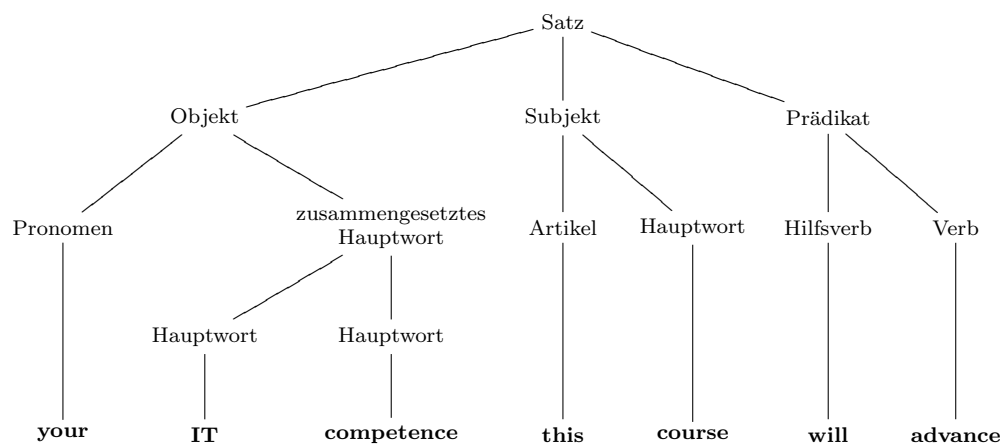 Satz
Objekt Subjekt Prädikat
zusammengesetztes
Pronomen Hauptwort Artikel Hauptwort Hilfsverb Verb
Hauptwort Hauptwort
your IT competence this course will advance